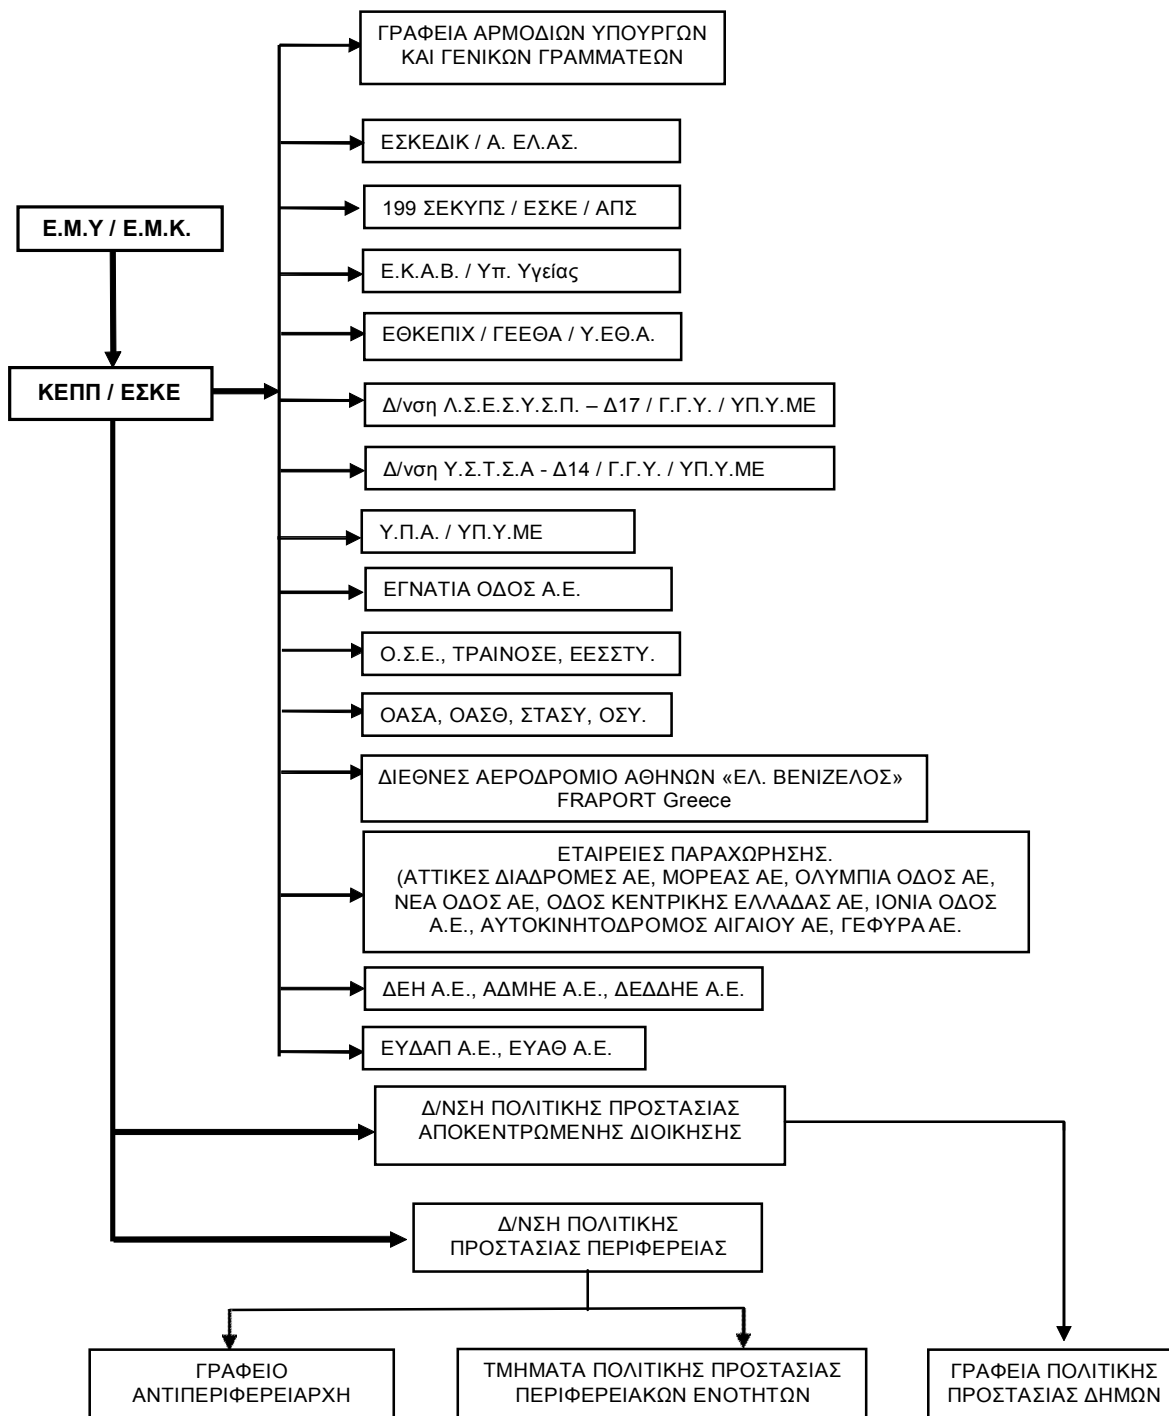 ΓΡΑΦΕΙΑ ΑΡΜΟΔΙΩΝ ΥΠΟΥΡΓΩΝ
ΚΑΙ ΓΕΝΙΚΩΝ ΓΡΑΜΜΑΤΕΩΝ
ΕΣΚΕΔΙΚ / Α. ΕΛ.ΑΣ.
199 ΣΕΚΥΠΣ / ΕΣΚΕ / ΑΠΣ
Ε.Μ.Υ / Ε.Μ.Κ.
Ε.Κ.Α.Β. / Υπ. Υγείας
ΕΘΚΕΠΙΧ / ΓΕΕΘΑ / Υ.ΕΘ.Α.
ΚΕΠΠ / ΕΣΚΕ
Δ/νση Λ.Σ.Ε.Σ.Υ.Σ.Π. – Δ17 / Γ.Γ.Υ. / ΥΠ.Υ.ΜΕ
Δ/νση Υ.Σ.Τ.Σ.Α - Δ14 / Γ.Γ.Υ. / ΥΠ.Υ.ΜΕ
Υ.Π.Α. / ΥΠ.Υ.ΜΕ
ΕΓΝΑΤΙΑ ΟΔΟΣ Α.Ε.
Ο.Σ.Ε., ΤΡΑΙΝΟΣΕ, ΕΕΣΣΤΥ.
ΟΑΣΑ, ΟΑΣΘ, ΣΤΑΣΥ, ΟΣΥ.
ΔΙΕΘΝΕΣ ΑΕΡΟΔΡΟΜΙΟ ΑΘΗΝΩΝ «ΕΛ. ΒΕΝΙΖΕΛΟΣ»
FRAPORT Greece
ΕΤΑΙΡΕΙΕΣ ΠΑΡΑΧΩΡΗΣΗΣ.
(ΑΤΤΙΚΕΣ ΔΙΑΔΡΟΜΕΣ ΑΕ, ΜΟΡΕΑΣ ΑΕ, ΟΛΥΜΠΙΑ ΟΔΟΣ ΑΕ,
ΝΕΑ ΟΔΟΣ ΑΕ, ΟΔΟΣ ΚΕΝΤΡΙΚΗΣ ΕΛΛΑΔΑΣ ΑΕ, ΙΟΝΙΑ ΟΔΟΣ
Α.Ε., ΑΥΤΟΚΙΝΗΤΟΔΡΟΜΟΣ ΑΙΓΑΙΟΥ ΑΕ, ΓΕΦΥΡΑ ΑΕ.
ΔΕΗ Α.Ε., ΑΔΜΗΕ Α.Ε., ΔΕΔΔΗΕ Α.Ε.
ΕΥΔΑΠ Α.Ε., ΕΥΑΘ Α.Ε.
Δ/ΝΣΗ ΠΟΛΙΤΙΚΗΣ ΠΡΟΣΤΑΣΙΑΣ
ΑΠΟΚΕΝΤΡΩΜΕΝΗΣ ΔΙΟΙΚΗΣΗΣ
Δ/ΝΣΗ ΠΟΛΙΤΙΚΗΣ
ΠΡΟΣΤΑΣΙΑΣ ΠΕΡΙΦΕΡΕΙΑΣ
ΓΡΑΦΕΙΟ
ΑΝΤΙΠΕΡΙΦΕΡΕΙΑΡΧΗ
ΤΜΗΜΑΤΑ ΠΟΛΙΤΙΚΗΣ ΠΡΟΣΤΑΣΙΑΣ
ΠΕΡΙΦΕΡΕΙΑΚΩΝ ΕΝΟΤΗΤΩΝ
ΓΡΑΦΕΙΑ ΠΟΛΙΤΙΚΗΣ
ΠΡΟΣΤΑΣΙΑΣ ΔΗΜΩΝ